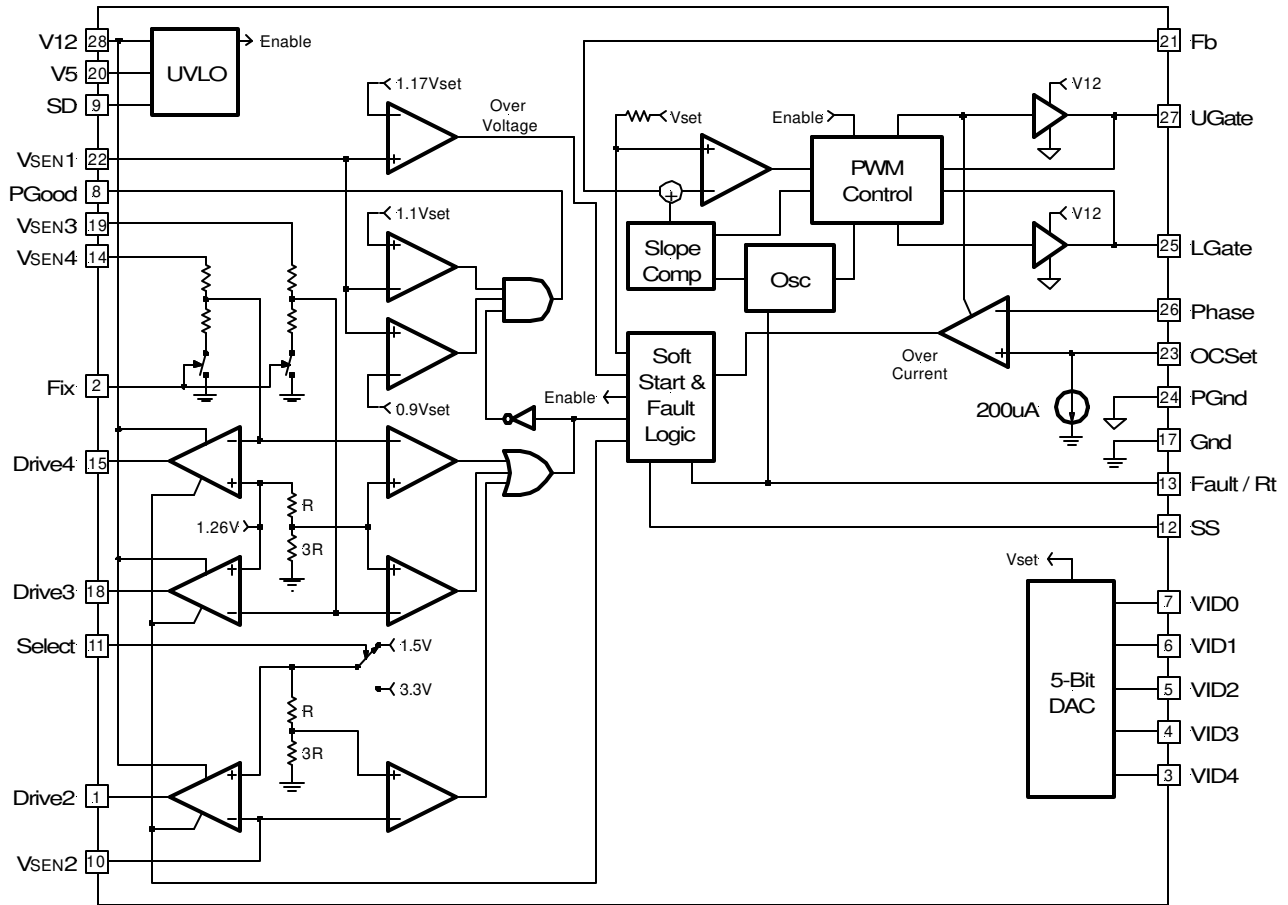 V12
28
V5
20
SD
9
UVLO
Enable
VSEN1
22
PGood
8
VSEN3
19
VSEN4
14
Fix
2
Drive4
15
Drive3
18
Select
11
Drive2
1
VSEN2
10
1.17Vset
Over
Voltage
1.1Vset
0.9Vset
1.26V
R
3R
1.5V
3.3V
R
3R
Vset
Enable
PWM
Control
V12
V12
Slope
Comp
Osc
Soft
Start &
Fault
Logic
Enable
Over
Current
200uA
21
Fb
27
UGate
25
LGate
26
Phase
23
OCSet
24
PGnd
17
Gnd
13
Fault / Rt
12
SS
Vset
5-Bit
DAC
7
VID0
6
VID1
5
VID2
4
VID3
3
VID4